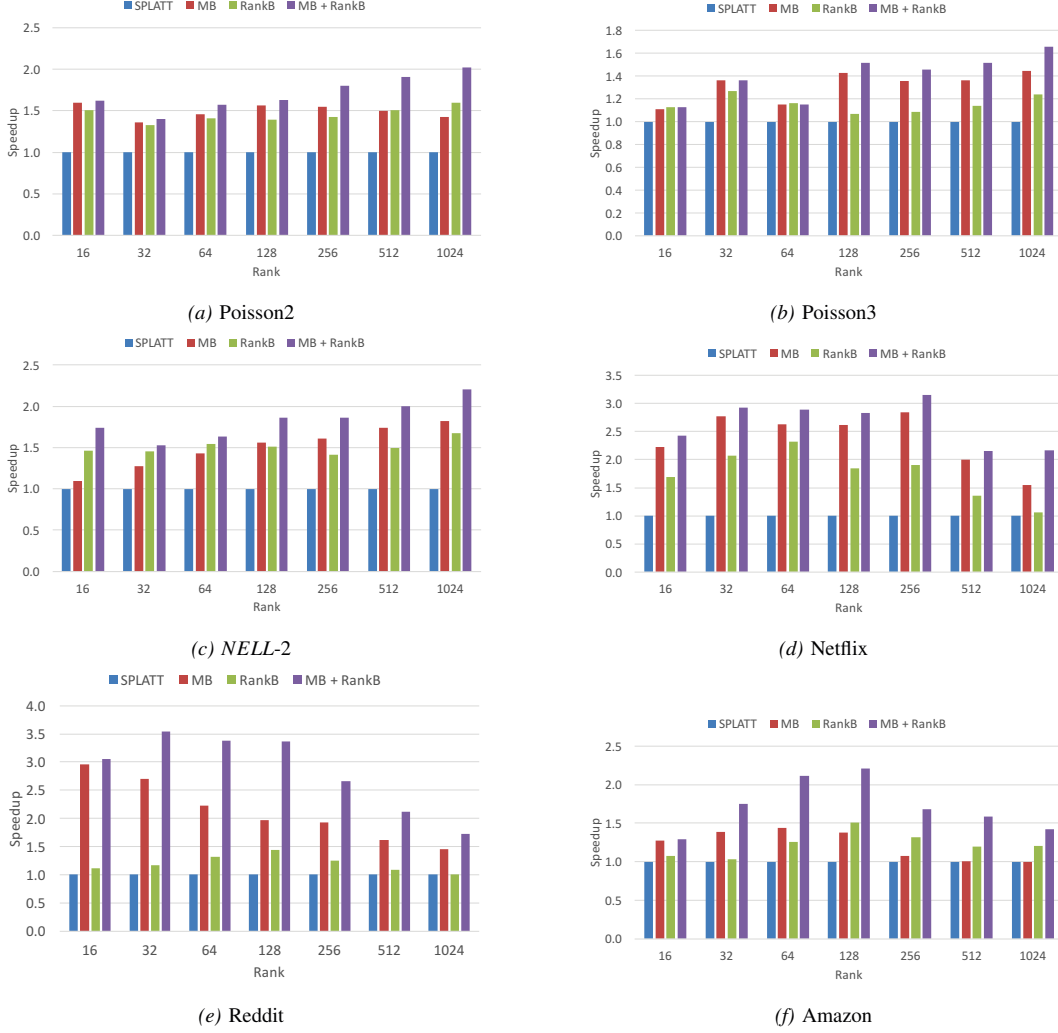 SPLATT MB RankB MB + RankB
2.5
2.0
1.5
1.0
0.5
0.0
Speedup
16 32 64 128 256 512 1024
Rank
(a) Poisson2
SPLATT MB RankB MB + RankB
1.8
1.6
1.4
1.2
1.0
0.8
0.6
0.4
0.2
0.0
Speedup
16 32 64 128 256 512 1024
Rank
(b) Poisson3
SPLATT MB RankB MB + RankB
2.5
2.0
1.5
1.0
0.5
0.0
Speedup
16 32 64 128 256 512 1024
Rank
(c) NELL-2
SPLATT MB RankB MB + RankB
3.5
3.0
2.5
2.0
1.5
1.0
0.5
0.0
Speedup
16 32 64 128 256 512 1024
Rank
(d) Netflix
SPLATT MB RankB MB + RankB
4.0
3.5
3.0
2.5
2.0
1.5
1.0
0.5
0.0
Speedup
16 32 64 128 256 512 1024
Rank
(e) Reddit
SPLATT MB RankB MB + RankB
2.5
2.0
1.5
1.0
0.5
0.0
Speedup
16 32 64 128 256 512 1024
Rank
(f) Amazon